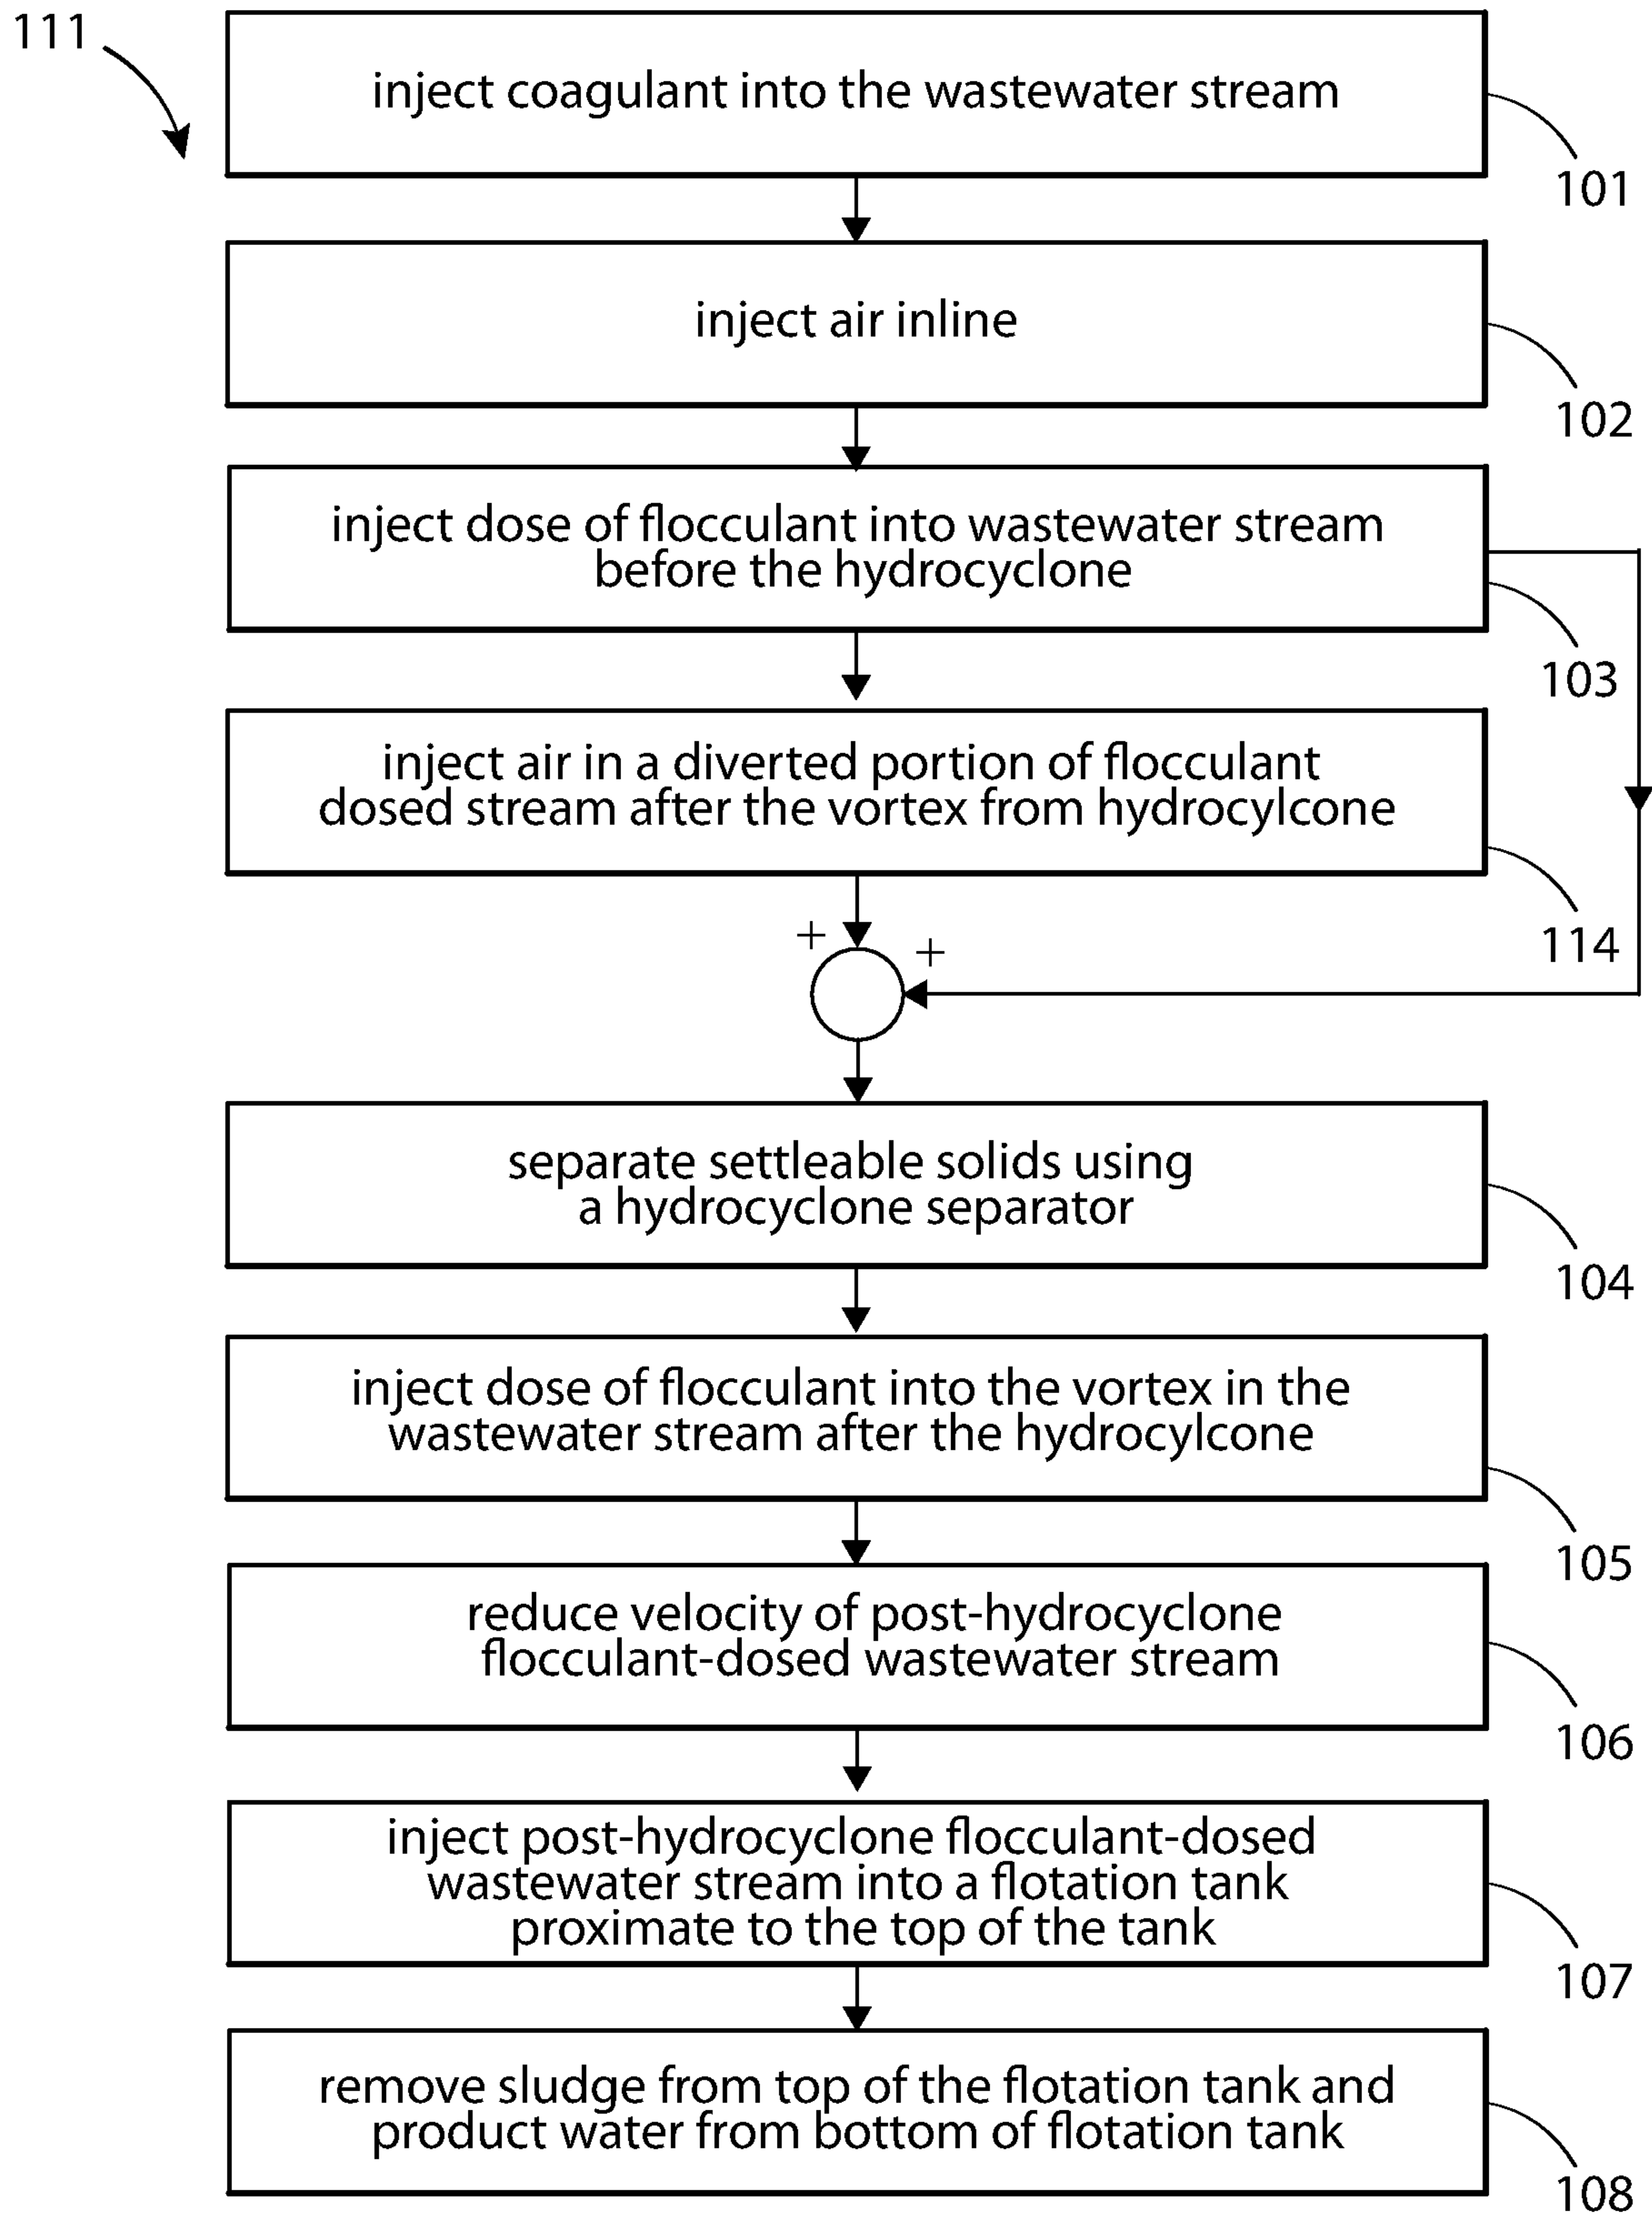 111
inject coagulant into the wastewater stream
101
inject air inline
102
inject dose of flocculant into wastewater stream
before the hydrocyclone
103
inject air in a diverted portion of flocculant
dosed stream after the vortex from hydrocylcone
114
+
+
separate settleable solids using
a hydrocyclone separator
104
inject dose of flocculant into the vortex in the
wastewater stream after the hydrocylcone
105
reduce velocity of post-hydrocyclone
flocculant-dosed wastewater stream
106
inject post-hydrocyclone flocculant-dosed
wastewater stream into a flotation tank
proximate to the top of the tank
107
remove sludge from top of the flotation tank and
product water from bottom of flotation tank
108